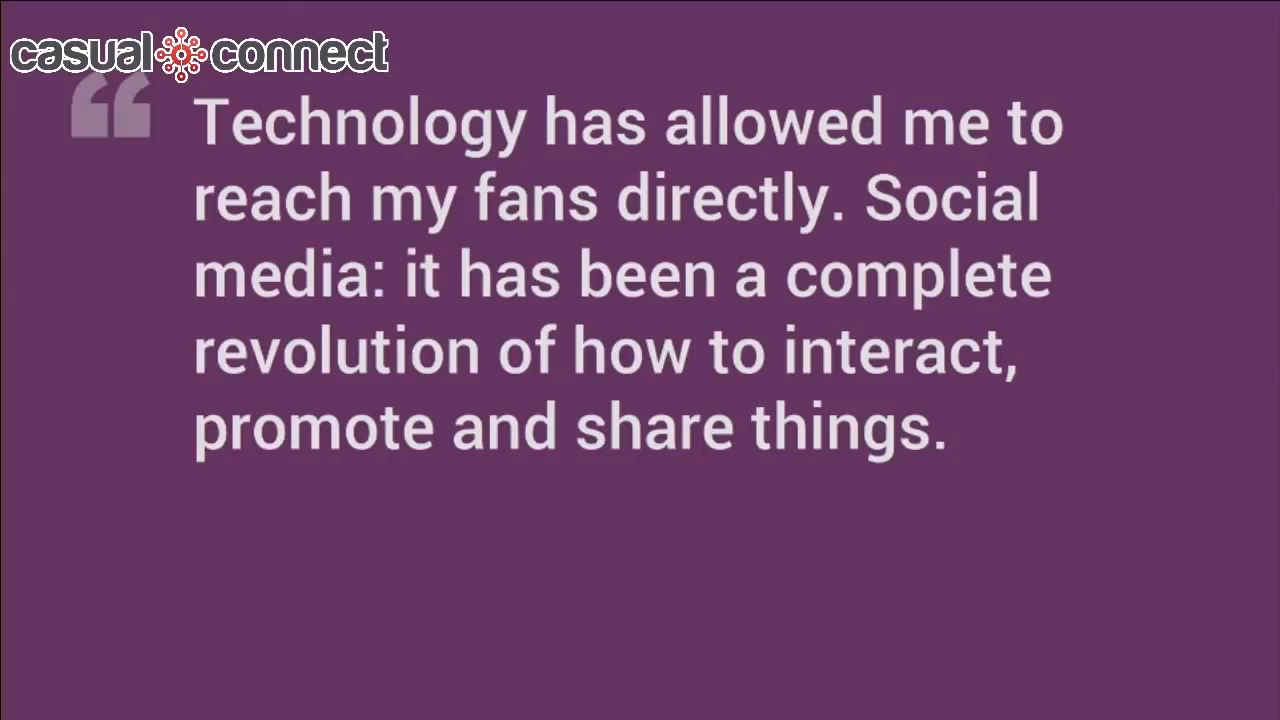 casual connect
“
Technology has allowed me to
reach my fans directly. Social
media: it has been a complete
revolution of how to interact,
promote and share things.